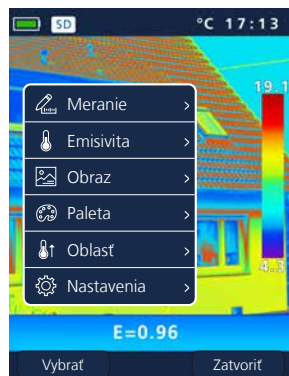 SD °C 17:13
19.1
Meranie
Emisivita
Obraz
Paleta
Oblasť
Nastavenia
4.3
E=0.96
Vybrať Zatvoriť